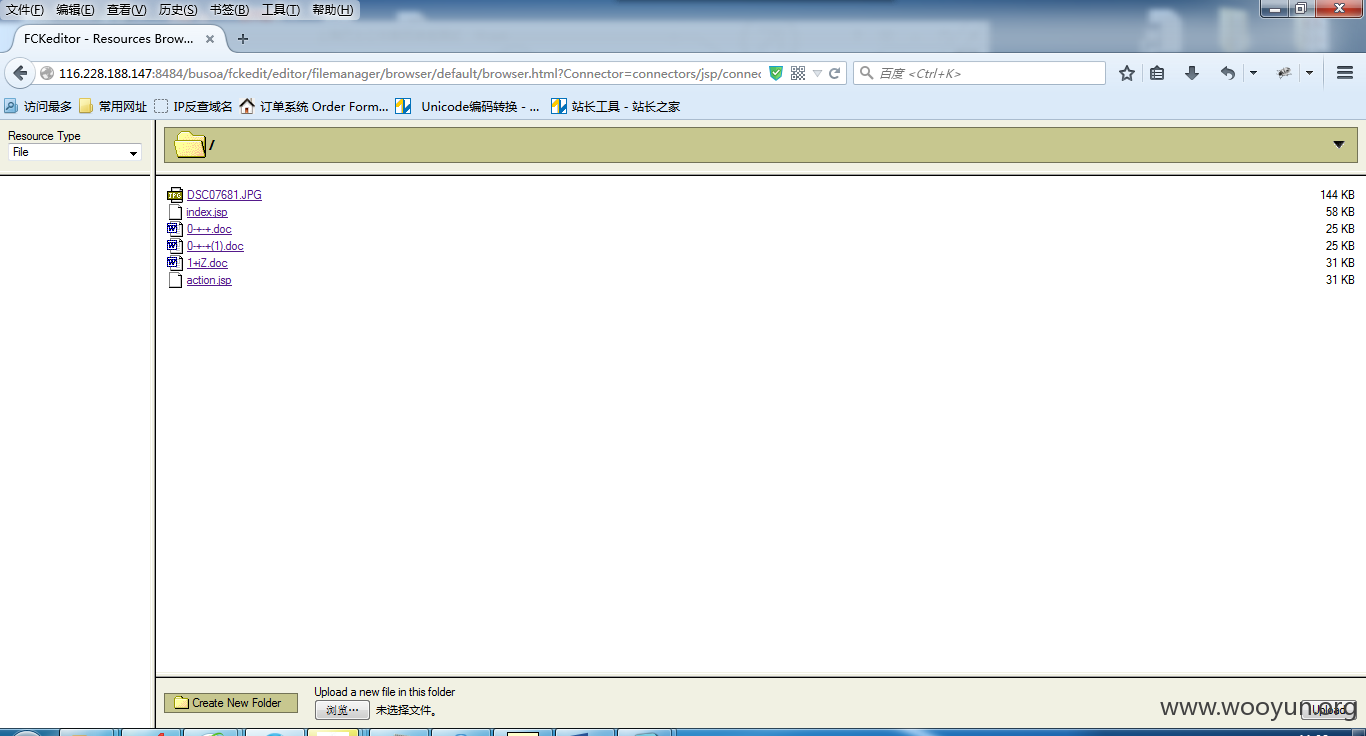 文件(F) 编辑(E) 查看(V) 历史(S) 书签(B) 工具(T) 帮助(H)
FCKeditor - Resources Brow... × +
116.228.188.147:8484/busoa/fckedit/editor/filemanager/browser/default/browser.html?Connector=connectors/jsp/connec 百度 <Ctrl+K>
访问最多 常用网址 IP反查域名 订单系统 Order Form... Unicode编码转换 - ... 站长工具 - 站长之家
Resource Type
File
/
DSC07681.JPG 144 KB
index.jsp 58 KB
0-+-+.doc 25 KB
0-+-+(1).doc 25 KB
1+iZ.doc 31 KB
action.jsp 31 KB
Create New Folder
Upload a new file in this folder
浏览… 未选择文件。
Upload
www.wooyun.org